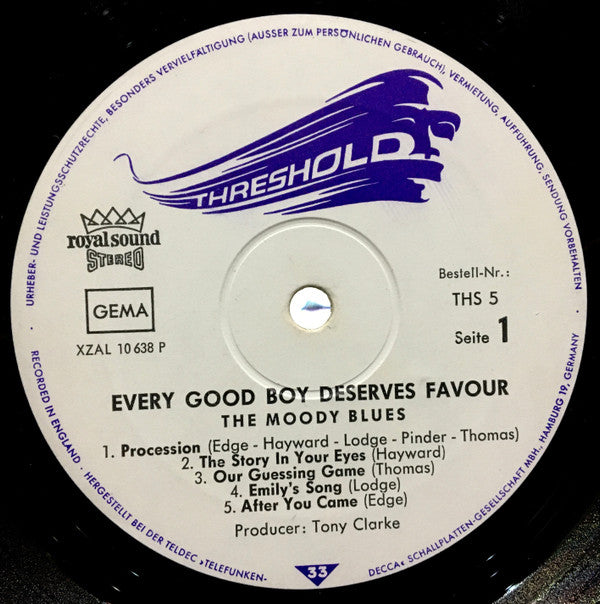 URHEBER- UND LEISTUNGSSCHUTZRECHTE, BESONDERS VERVIELFÄLTIGUNG (AUSSER ZUM PERSÖNLICHEN GEBRAUCH), VERMIETUNG, AUFFÜHRUNG, SENDUNG VORBEHALTEN
THRESHOLD
royalsound
STEREO
GEMA
XZAL 10 638 P
Bestell-Nr.:
THS 5
Seite 1
EVERY GOOD BOY DESERVES FAVOUR
THE MOODY BLUES
1. Procession (Edge - Hayward - Lodge - Pinder - Thomas)
2. The Story In Your Eyes (Hayward)
3. Our Guessing Game (Thomas)
4. Emily's Song (Lodge)
5. After You Came (Edge)
Producer: Tony Clarke
RECORDED IN ENGLAND · HERGESTELLT BEI DER TELDEC »TELEFUNKEN-
33
DECCA« SCHALLPLATTEN-GESELLSCHAFT MBH., HAMBURG 19, GERMANY ·